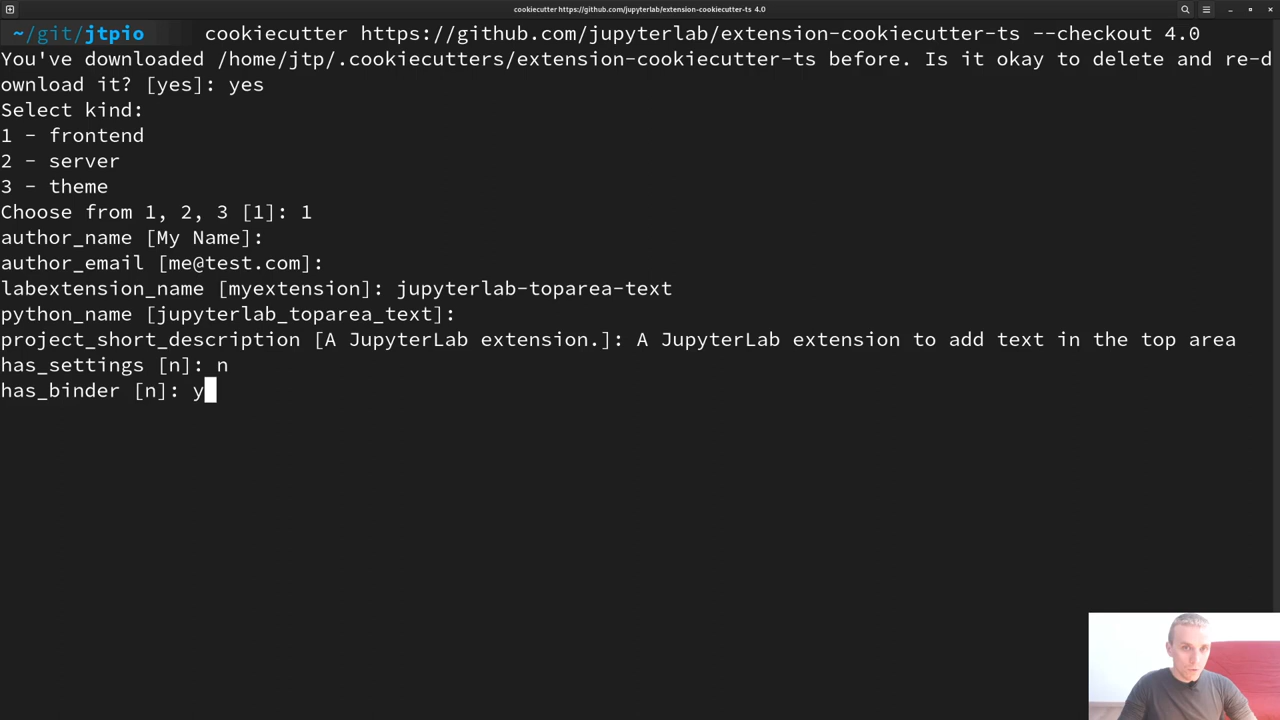 cookiecutter https://github.com/jupyterlab/extension-cookiecutter-ts 4.0
~/git/jtpio cookiecutter https://github.com/jupyterlab/extension-cookiecutter-ts --checkout 4.0
You've downloaded /home/jtp/.cookiecutters/extension-cookiecutter-ts before. Is it okay to delete and re-d
ownload it? [yes]: yes
Select kind:
1 - frontend
2 - server
3 - theme
Choose from 1, 2, 3 [1]: 1
author_name [My Name]:
author_email [me@test.com]:
labextension_name [myextension]: jupyterlab-toparea-text
python_name [jupyterlab_toparea_text]:
project_short_description [A JupyterLab extension.]: A JupyterLab extension to add text in the top area
has_settings [n]: n
has_binder [n]: y